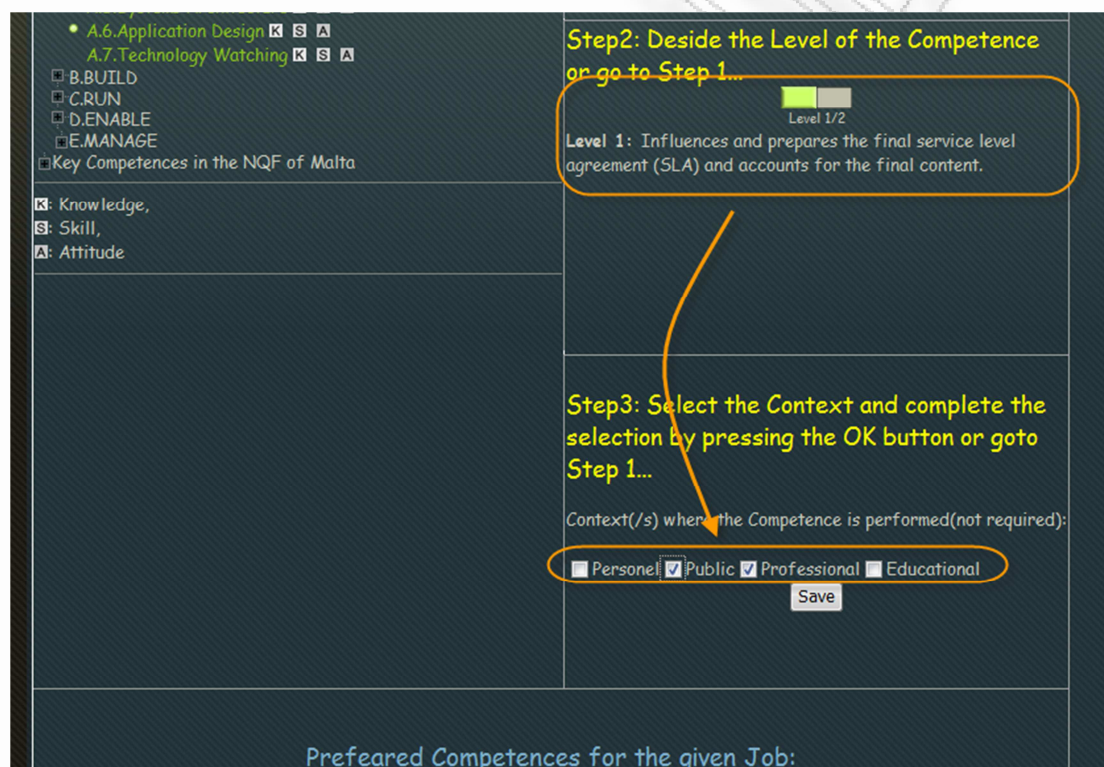 A.6.Application Design K S A
A.7.Technology Watching K S A
B.BUILD
C.RUN
D.ENABLE
E.MANAGE
Key Competences in the NQF of Malta
K: Knowledge,
S: Skill,
A: Attitude
Step2: Deside the Level of the Competence
or go to Step 1...
Level 1/2
Level 1: Influences and prepares the final service level
agreement (SLA) and accounts for the final content.
Step3: Select the Context and complete the
selection by pressing the OK button or goto
Step 1...
Context(/s) where the Competence is performed(not required):
Personel Public Professional Educational
Save
Prefeared Competences for the given Job: